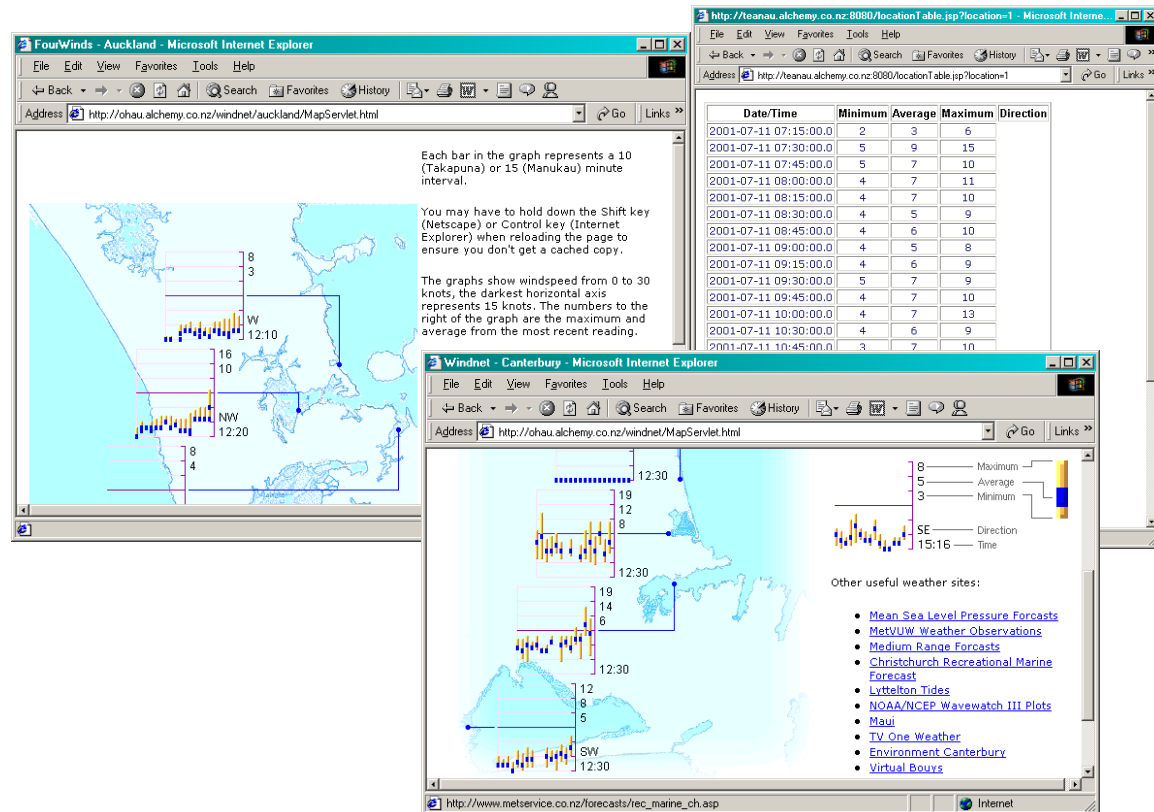 FourWinds - Auckland - Microsoft Internet Explorer
File Edit View Favorites Tools Help
Back Search Favorites History
Address http://ohau.alchemy.co.nz/windnet/auckland/MapServlet.html Go Links »
Each bar in the graph represents a 10
(Takapuna) or 15 (Manukau) minute
interval.
You may have to hold down the Shift key
(Netscape) or Control key (Internet
Explorer) when reloading the page to
ensure you don't get a cached copy.
The graphs show windspeed from 0 to 30
knots, the darkest horizontal axis
represents 15 knots. The numbers to the
right of the graph are the maximum and
average from the most recent reading.
8
3
W
12:10
16
10
NW
12:20
8
4
http://teanau.alchemy.co.nz:8080/locationTable.jsp?location=1 - Microsoft Interne...
File Edit View Favorites Tools Help
Back Search Favorites History »
Address http://teanau.alchemy.co.nz:8080/locationTable.jsp?location=1 Go Links »
Date/Time Minimum Average Maximum Direction
2001-07-11 07:15:00.0 2 3 6
2001-07-11 07:30:00.0 5 9 15
2001-07-11 07:45:00.0 5 7 10
2001-07-11 08:00:00.0 4 7 11
2001-07-11 08:15:00.0 4 7 10
2001-07-11 08:30:00.0 4 5 9
2001-07-11 08:45:00.0 4 6 10
2001-07-11 09:00:00.0 4 5 8
2001-07-11 09:15:00.0 4 6 9
2001-07-11 09:30:00.0 5 7 9
2001-07-11 09:45:00.0 4 7 10
2001-07-11 10:00:00.0 4 7 13
2001-07-11 10:30:00.0 4 6 9
2001-07-11 10:45:00.0 3 7 10
Windnet - Canterbury - Microsoft Internet Explorer
File Edit View Favorites Tools Help
Back Search Favorites History
Address http://ohau.alchemy.co.nz/windnet/MapServlet.html Go Links »
12:30
19
12
8
12:30
19
14
6
12:30
12
8
5
SW
12:30
8 Maximum
5 Average
3 Minimum
SE Direction
15:16 Time
Other useful weather sites:
Mean Sea Level Pressure Forcasts
MetVUW Weather Observations
Medium Range Forcasts
Christchurch Recreational Marine
Forecast
Lyttelton Tides
NOAA/NCEP Wavewatch III Plots
Maui
TV One Weather
Environment Canterbury
Virtual Bouys
http://www.metservice.co.nz/forecasts/rec_marine_ch.asp Internet